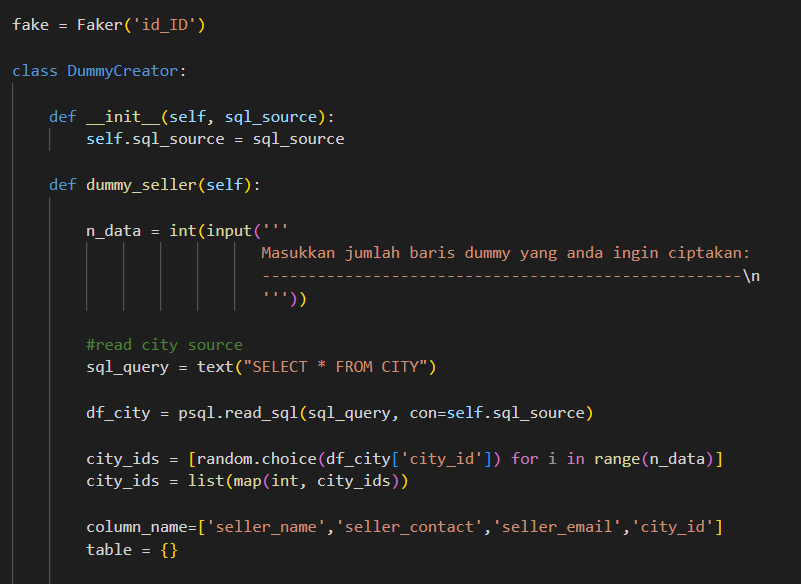 fake = Faker('id_ID')
class DummyCreator:
def __init__(self, sql_source):
self.sql_source = sql_source
def dummy_seller(self):
n_data = int(input('''
Masukkan jumlah baris dummy yang anda ingin ciptakan:
----------------------------------------------------\n
'''))
#read city source
sql_query = text("SELECT * FROM CITY")
df_city = psql.read_sql(sql_query, con=self.sql_source)
city_ids = [random.choice(df_city['city_id']) for i in range(n_data)]
city_ids = list(map(int, city_ids))
column_name=['seller_name','seller_contact','seller_email','city_id']
table = {}